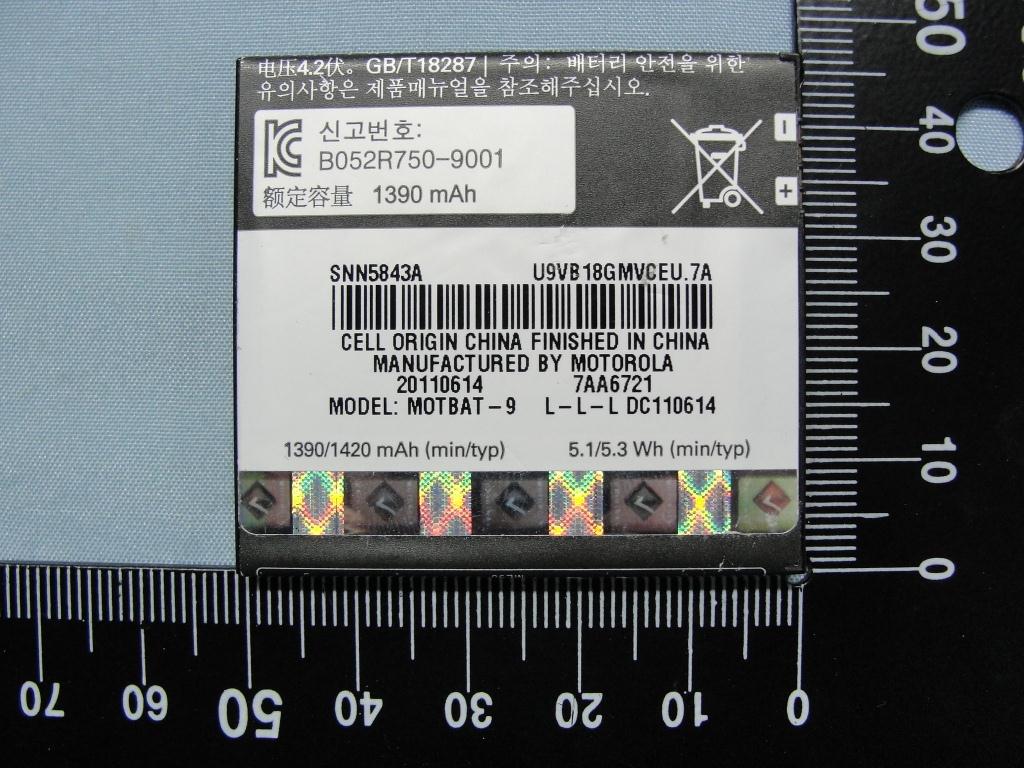 电压4.2伏。GB/T18287 | 주의: 배터리 안전을 위한
유의사항은 제품매뉴얼을 참조해주십시오.
신고번호:
B052R750-9001
额定容量 1390 mAh
-
+
SNN5843A U9VB18GMVCEU.7A
CELL ORIGIN CHINA FINISHED IN CHINA
MANUFACTURED BY MOTOROLA
20110614 7AA6721
MODEL: MOTBAT-9 L-L-L DC110614
1390/1420 mAh (min/typ) 5.1/5.3 Wh (min/typ)
50
40
30
20
10
0
70 60 50 40 30 20 10 0